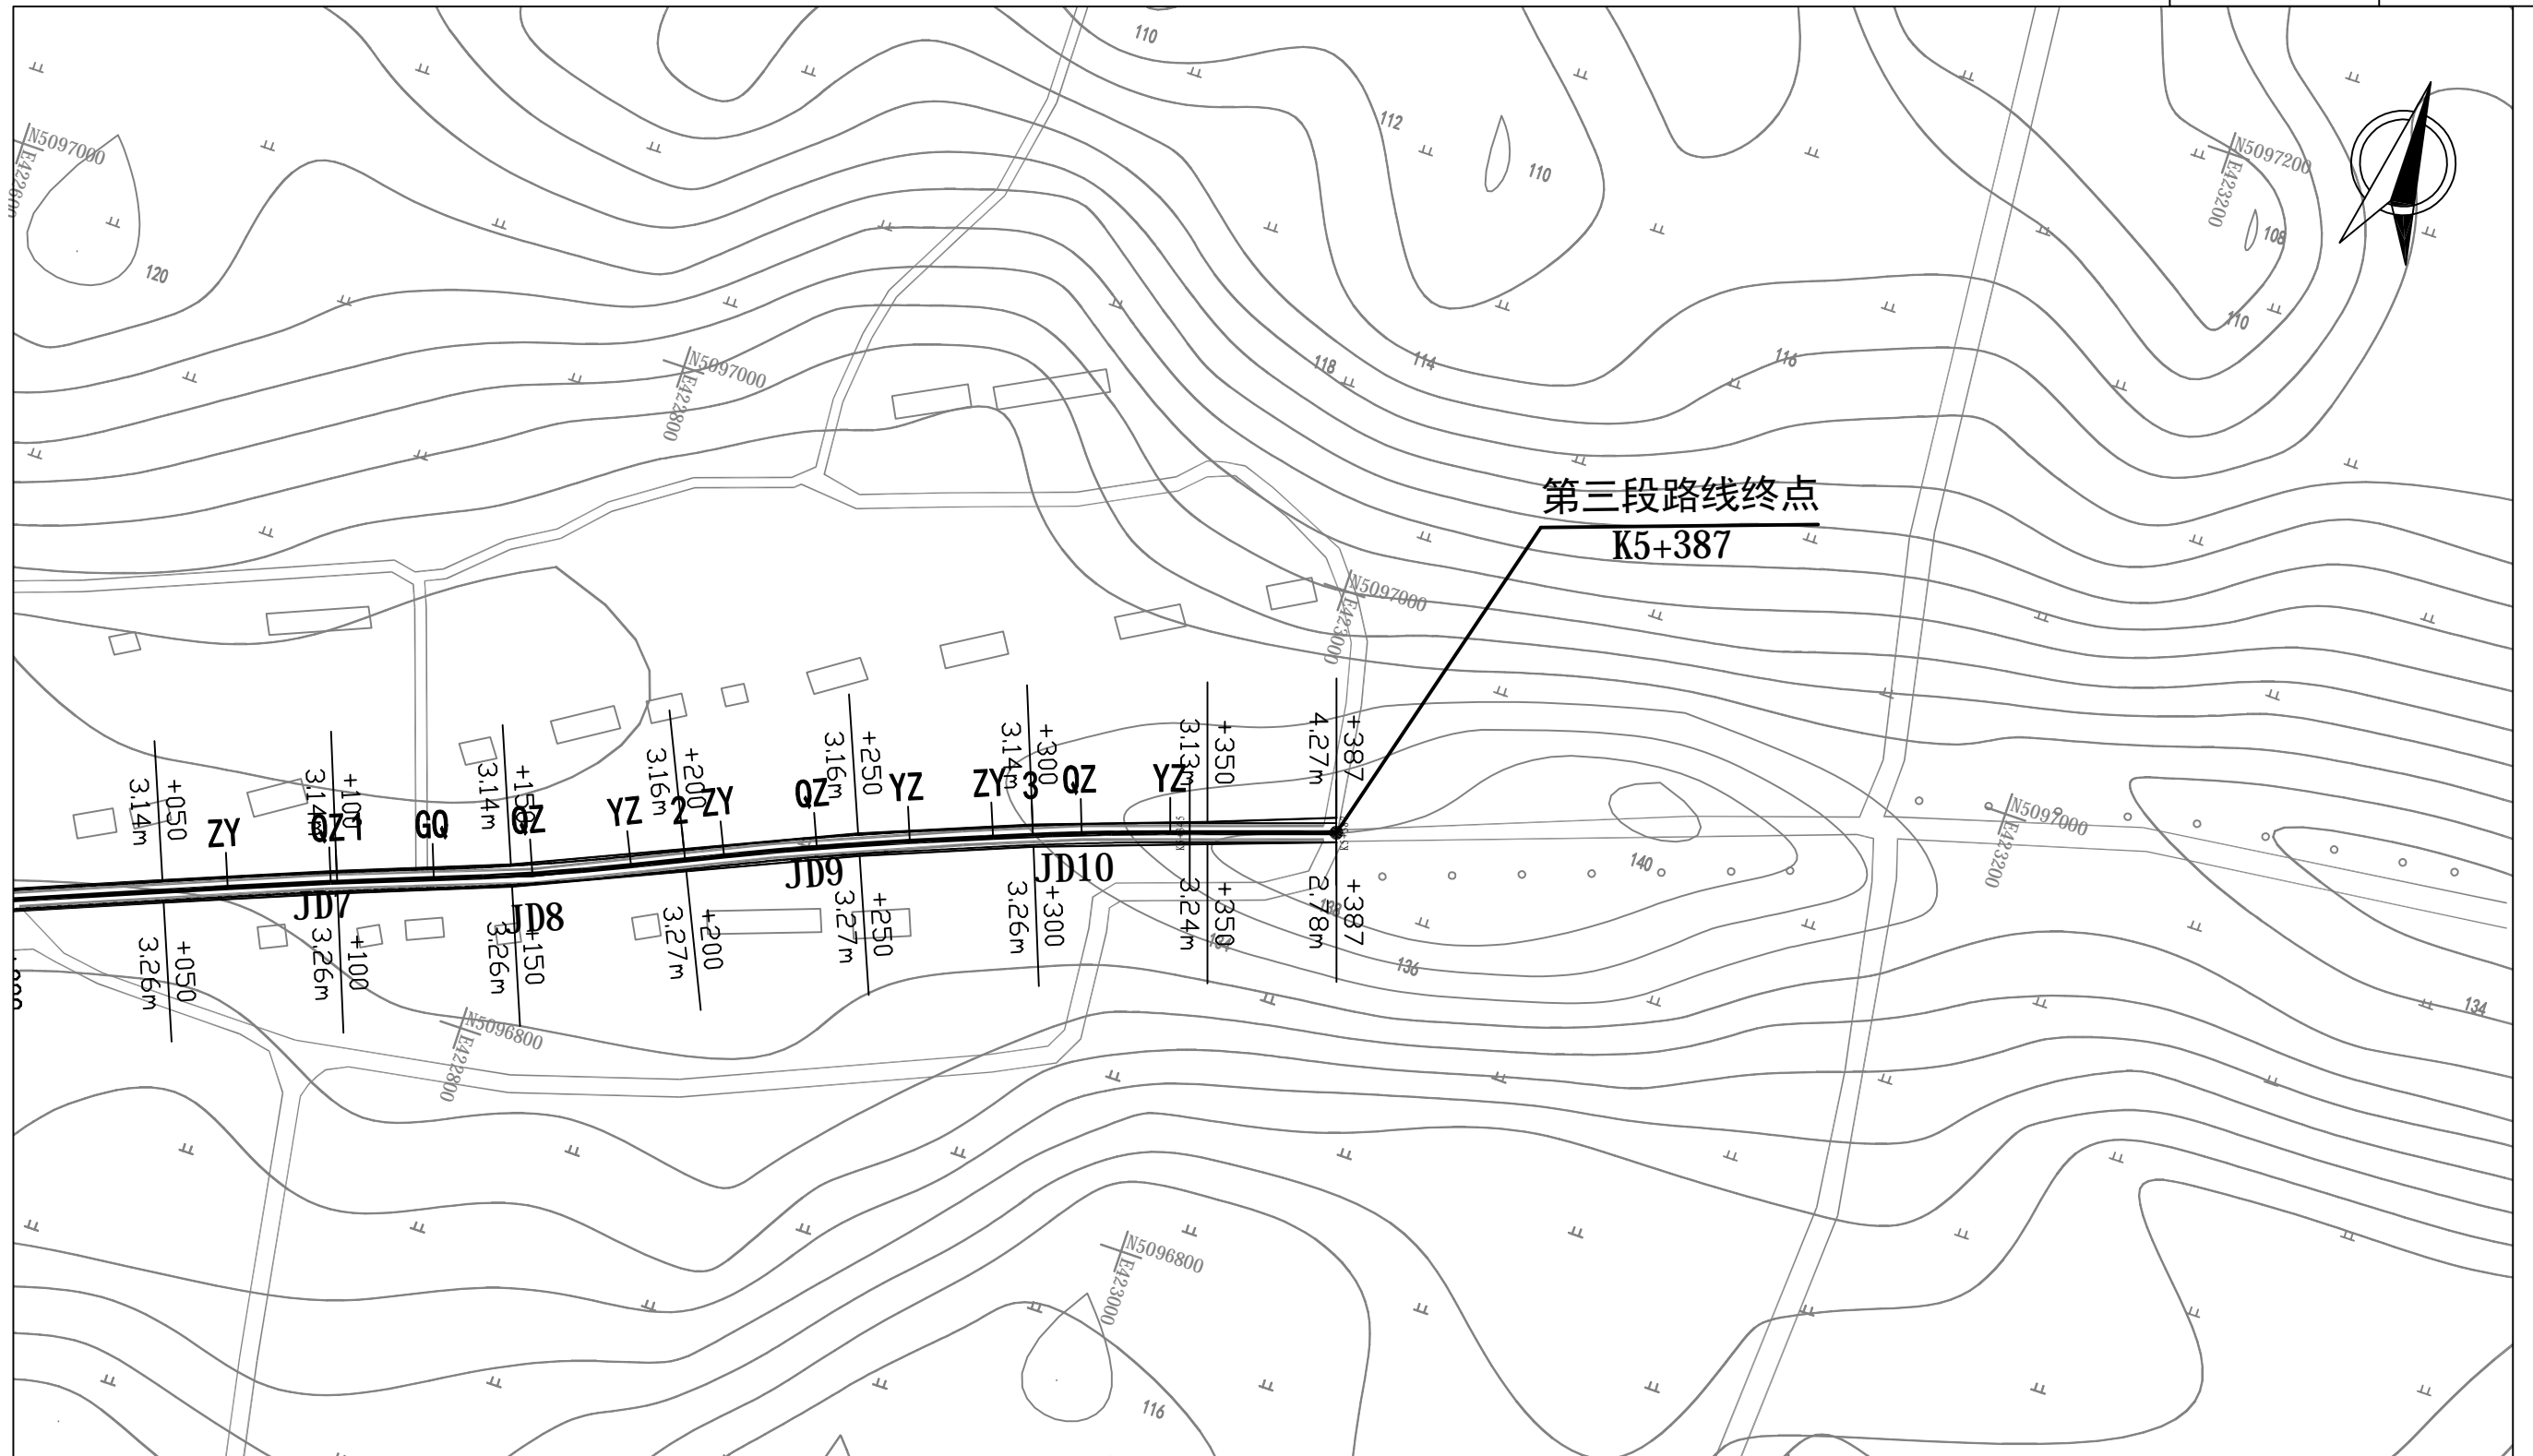 110
112
110
N5097000
E422600
120
N5097200
E423200
108
110
N5097000
E422800
118
114
116
第三段路线终点
K5+387
N5097000
E423000
3.14m
+050
3.14m
+100
3.14m
+150
3.16m
+200
3.16m
+250
3.14m
+300
3.13m
+350
4.27m
+387
ZY
QZ
1
GQ
QZ
YZ
2
ZY
QZ
YZ
ZY
3
QZ
YZ
JD7
JD8
JD9
JD10
3.26m
+050
3.26m
+100
3.26m
+150
3.27m
+200
3.27m
+250
3.26m
+300
3.24m
+350
2.78m
+387
N5097000
E423200
140
138
134
136
134
N5096800
E422800
N5096800
E423000
116